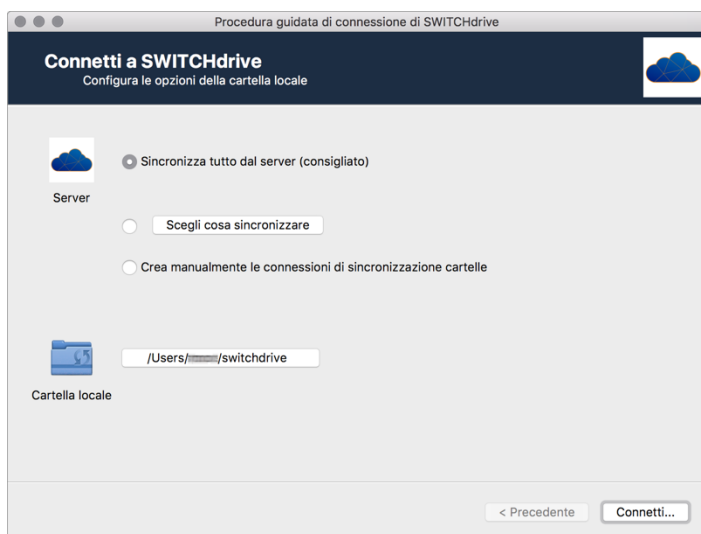 Procedura guidata di connessione di SWITCHdrive
Connetti a SWITCHdrive
Configura le opzioni della cartella locale
Server
Sincronizza tutto dal server (consigliato)
Scegli cosa sincronizzare
Crea manualmente le connessioni di sincronizzazione cartelle
Cartella locale
/Users/ /switchdrive
< Precedente
Connetti...